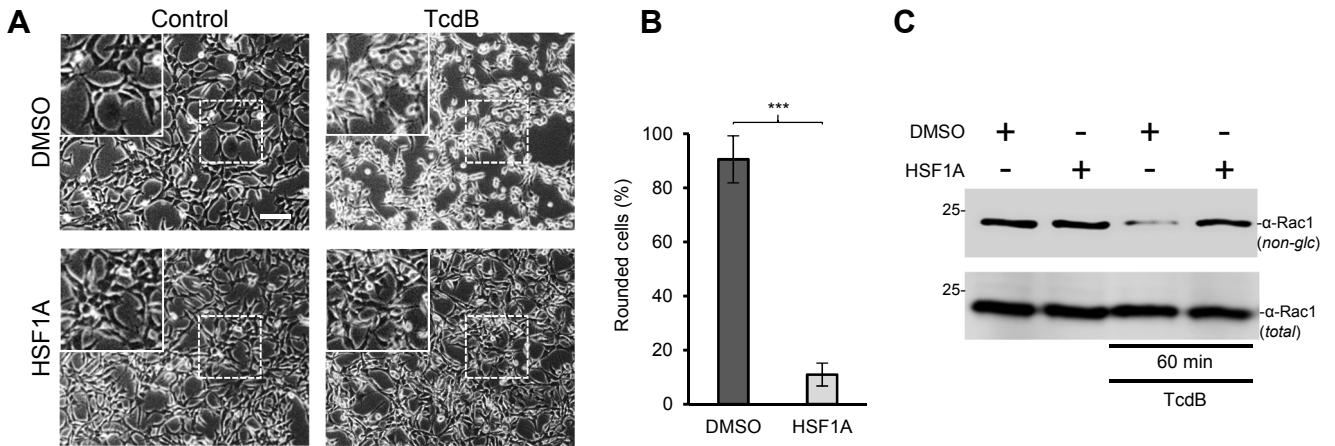 A
Control
TcdB
DMSO
HSF1A
B
***
100
80
60
40
20
0
Rounded cells (%)
DMSO
HSF1A
C
DMSO + - + -
HSF1A - + - +
25-
-α-Rac1
(non-glc)
25-
-α-Rac1
(total)
60 min
TcdB